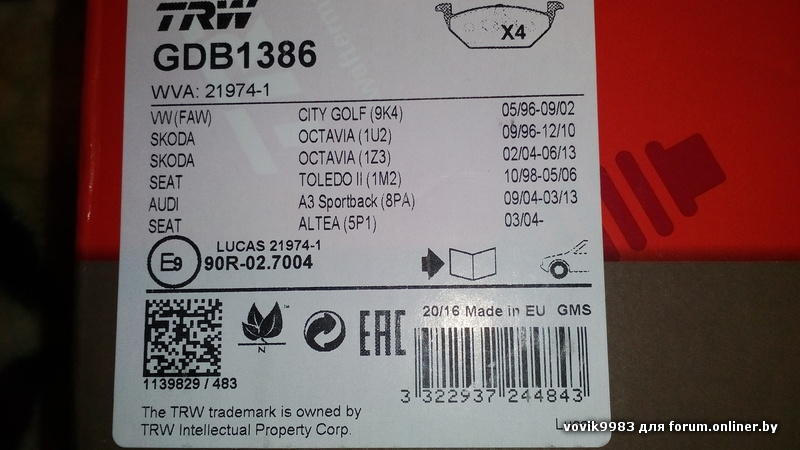 TRW
GDB1386
X4
WVA: 21974-1
VW (FAW) CITY GOLF (9K4) 05/96-09/02
SKODA OCTAVIA (1U2) 09/96-12/10
SKODA OCTAVIA (1Z3) 02/04-06/13
SEAT TOLEDO II (1M2) 10/98-05/06
AUDI A3 Sportback (8PA) 09/04-03/13
SEAT ALTEA (5P1) 03/04-
LUCAS 21974-1
E9 90R-02.7004
20/16 Made in EU GMS
N
EAC
1139829 / 483
3 322937 244843
The TRW trademark is owned by
TRW Intellectual Property Corp.
vovik9983 для forum.onliner.by